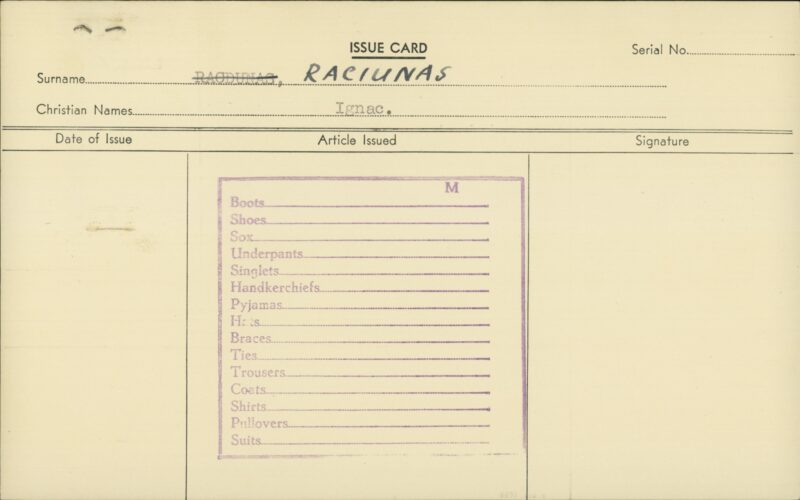 ISSUE CARD
Serial No.
Surname RACIUNAS
Christian Names Ignac.
Date of Issue Article Issued Signature
M
Boots
Shoes
Sox
Underpants
Singlets
Handkerchiefs
Pyjamas
Braces
Ties
Trousers
Coats
Shirts
Pullovers
Suits